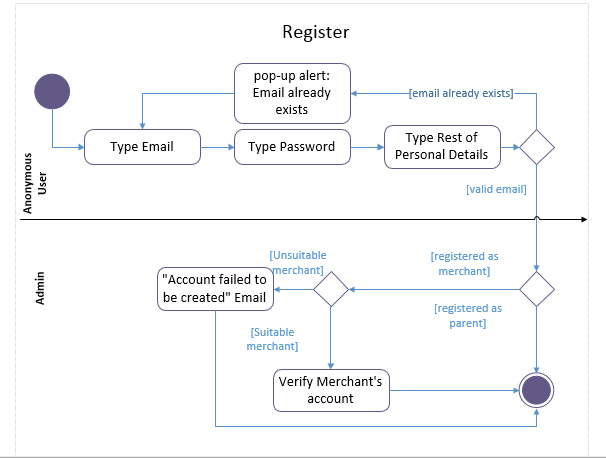 Register
pop-up alert:
Email already
exists
[email already exists]
Type Email
Type Password
Type Rest of
Personal Details
[valid email]
Anonymous
User
Admin
[Unsuitable
merchant]
[registered as
merchant]
"Account failed to
be created" Email
[registered as
parent]
[Suitable
merchant]
Verify Merchant's
account